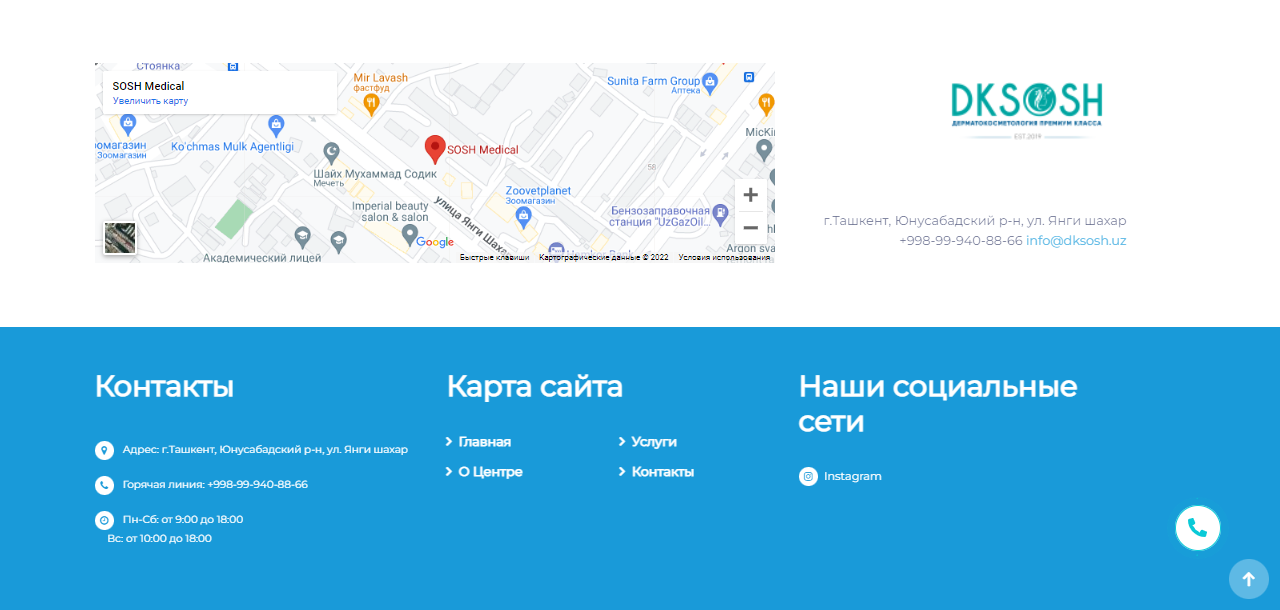 Стоянка
SOSH Medical
Увеличить карту
Mir Lavash
фастфуд
Sunita Farm Group
Аптека
Зоомагазин
Ko'chmas Mulk Agentligi
SOSH Medical
58
Шайх Мухаммад Содик
Мечеть
Zoovetplanet
Зоомагазин
Imperial beauty
salon & salon
улица Янги Шаха
Бензозаправочная
станция "UzGazOil...
Google
Академический лицей
Argon sva
Быстрые клавиши Картографические данные © 2022 Условия использования
DKSOSH
ДЕРМАТОКОСМЕТОЛОГИЯ ПРЕМИУМ КЛАССА
EST.2019
г.Ташкент, Юнусабадский р-н, ул. Янги шахар
+998-99-940-88-66 info@dksosh.uz
Контакты
Адрес: г.Ташкент, Юнусабадский р-н, ул. Янги шахар
Горячая линия: +998-99-940-88-66
Пн-Сб: от 9:00 до 18:00
Вс: от 10:00 до 18:00
Карта сайта
Главная
Услуги
О Центре
Контакты
Наши социальные
сети
Instagram